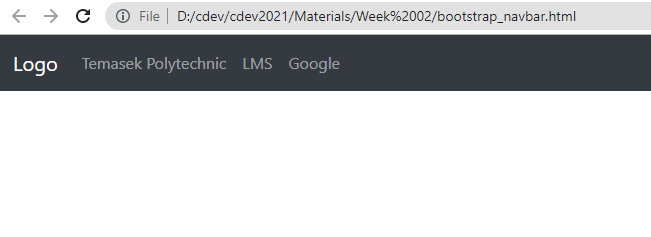 File D:/cdev/cdev2021/Materials/Week%2002/bootstrap_navbar.html
Logo Temasek Polytechnic LMS Google